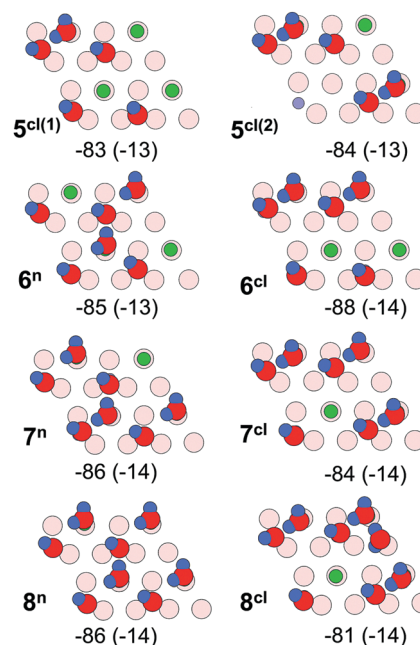 5cl(1)
-83 (-13)
5cl(2)
-84 (-13)
6n
-85 (-13)
6cl
-88 (-14)
7n
-86 (-14)
7cl
-84 (-14)
8n
-86 (-14)
8cl
-81 (-14)